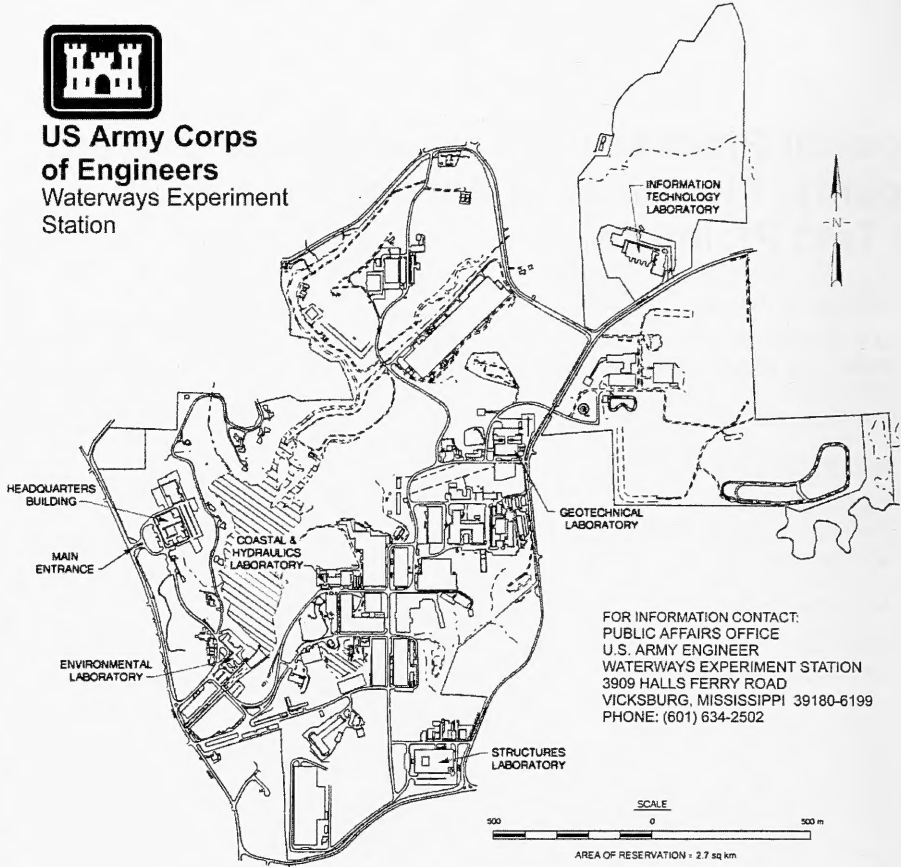 US Army Corps
of Engineers
Waterways Experiment
Station
INFORMATION
TECHNOLOGY
LABORATORY
N
HEADQUARTERS
BUILDING
MAIN
ENTRANCE
COASTAL &
HYDRAULICS
LABORATORY
GEOTECHNICAL
LABORATORY
ENVIRONMENTAL
LABORATORY
FOR INFORMATION CONTACT:
PUBLIC AFFAIRS OFFICE
U.S. ARMY ENGINEER
WATERWAYS EXPERIMENT STATION
3909 HALLS FERRY ROAD
VICKSBURG, MISSISSIPPI 39180-6199
PHONE: (601) 634-2502
STRUCTURES
LABORATORY
SCALE
500 0 500 m
AREA OF RESERVATION = 2.7 sq km